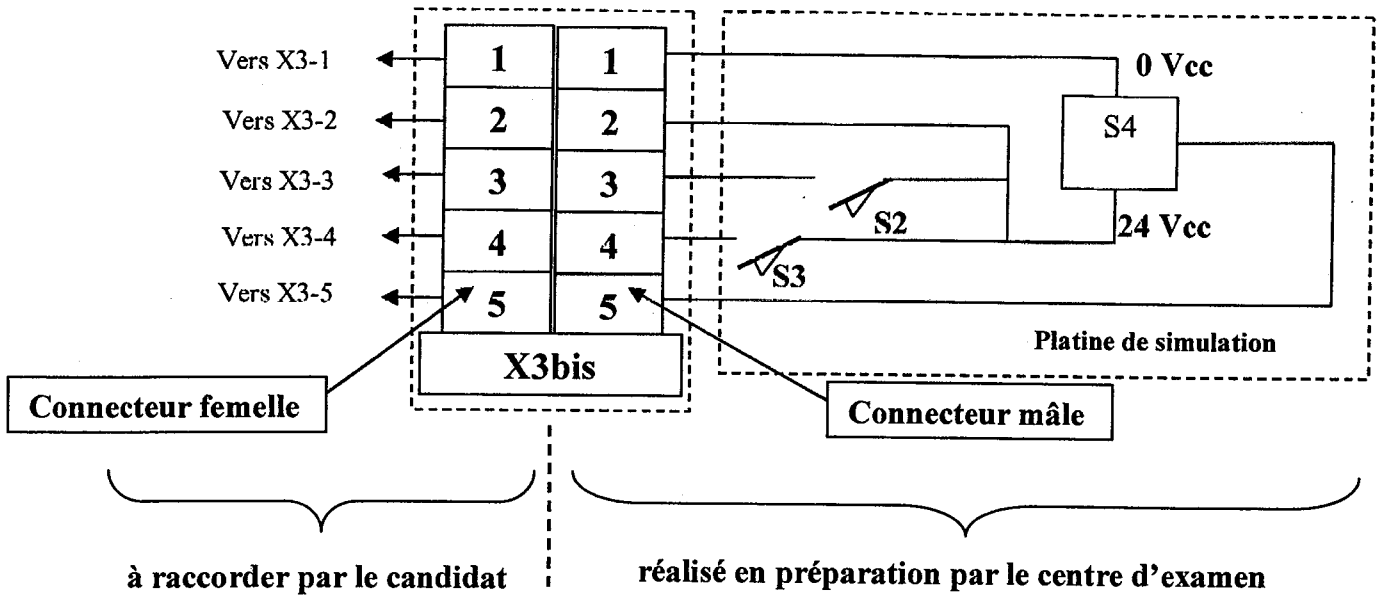 Vers X3-1
1
1
0 Vcc
Vers X3-2
2
2
S4
Vers X3-3
3
3
S2
Vers X3-4
4
4
24 Vcc
S3
Vers X3-5
5
5
Platine de simulation
X3bis
Connecteur femelle
Connecteur mâle
à raccorder par le candidat
réalisé en préparation par le centre d'examen